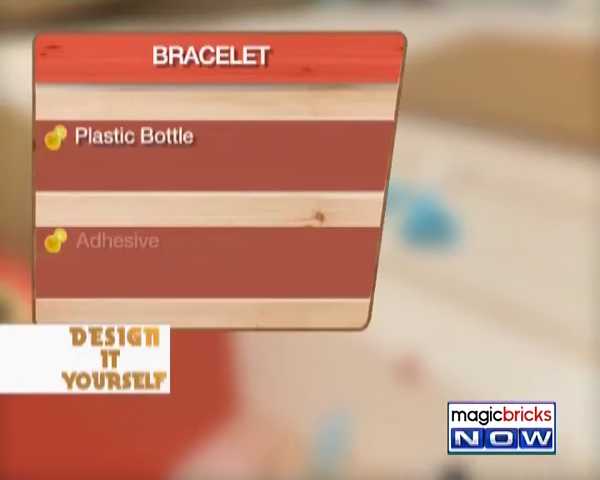 BRACELET
Plastic Bottle
Adhesive
DESIGN
IT
YOURSELF
magicbricks
NOW